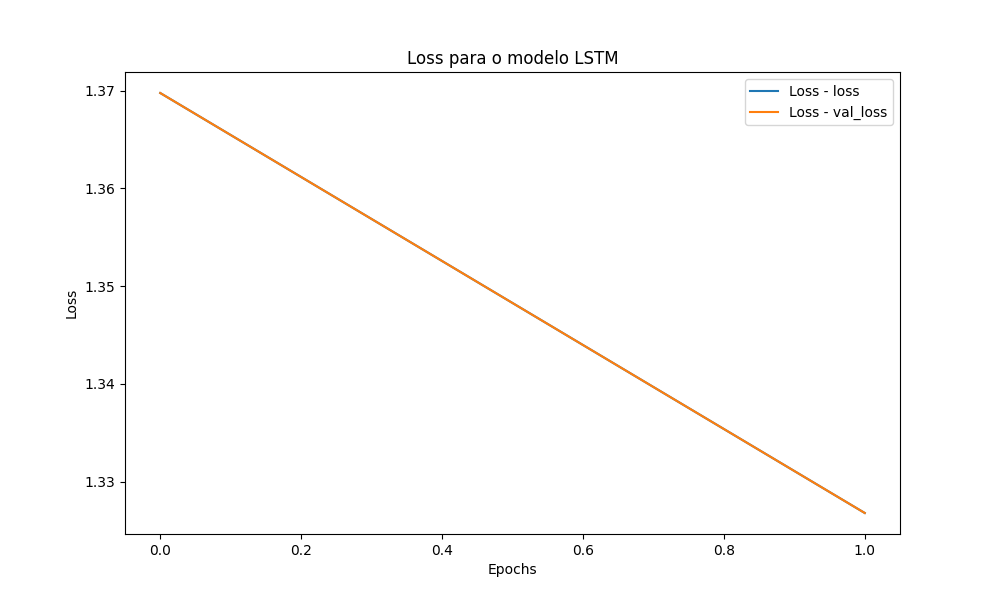 Loss para o modelo LSTM
Loss - loss
Loss - val_loss
1.37
1.36
1.35
1.34
1.33
Loss
0.0 0.2 0.4 0.6 0.8 1.0
Epochs